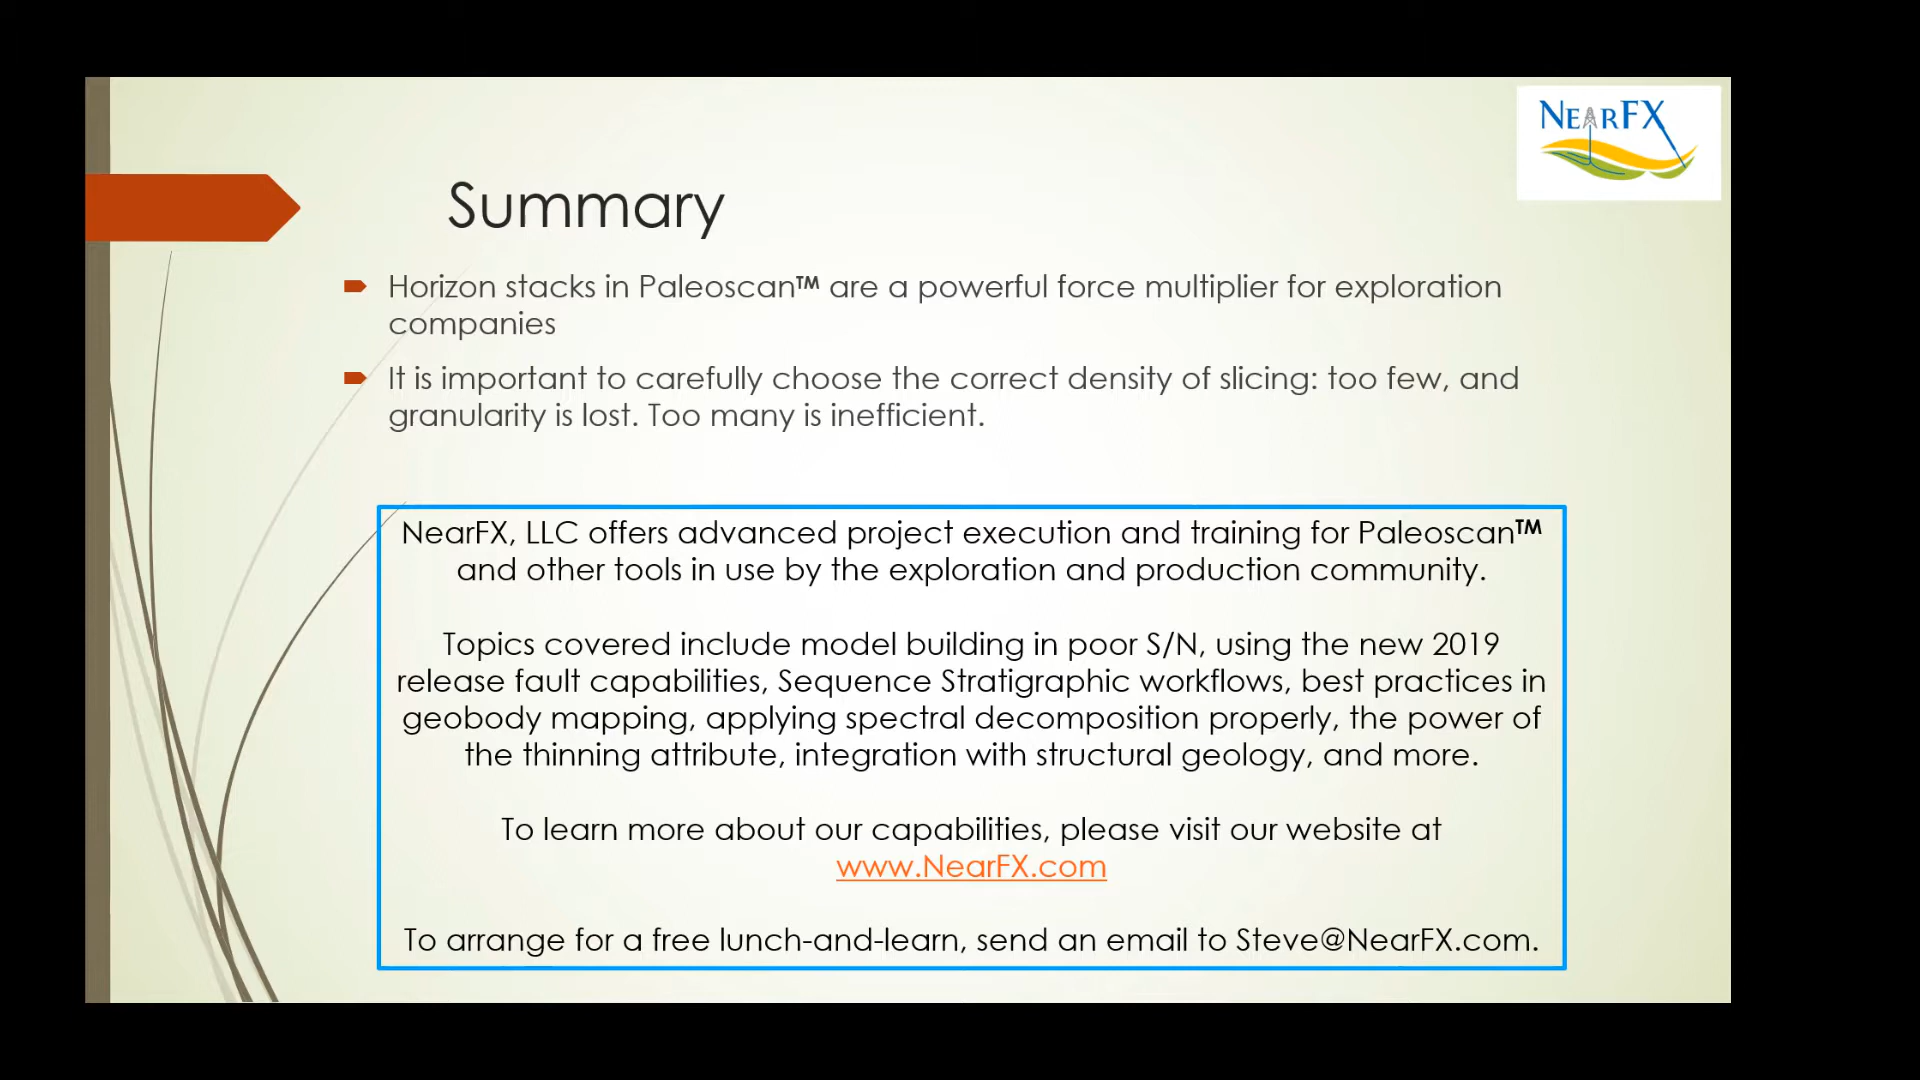 NearFX
Summary
Horizon stacks in Paleoscan™ are a powerful force multiplier for exploration
companies
It is important to carefully choose the correct density of slicing: too few, and
granularity is lost. Too many is inefficient.
NearFX, LLC offers advanced project execution and training for Paleoscan™
and other tools in use by the exploration and production community.
Topics covered include model building in poor S/N, using the new 2019
release fault capabilities, Sequence Stratigraphic workflows, best practices in
geobody mapping, applying spectral decomposition properly, the power of
the thinning attribute, integration with structural geology, and more.
To learn more about our capabilities, please visit our website at
www.NearFX.com
To arrange for a free lunch-and-learn, send an email to Steve@NearFX.com.